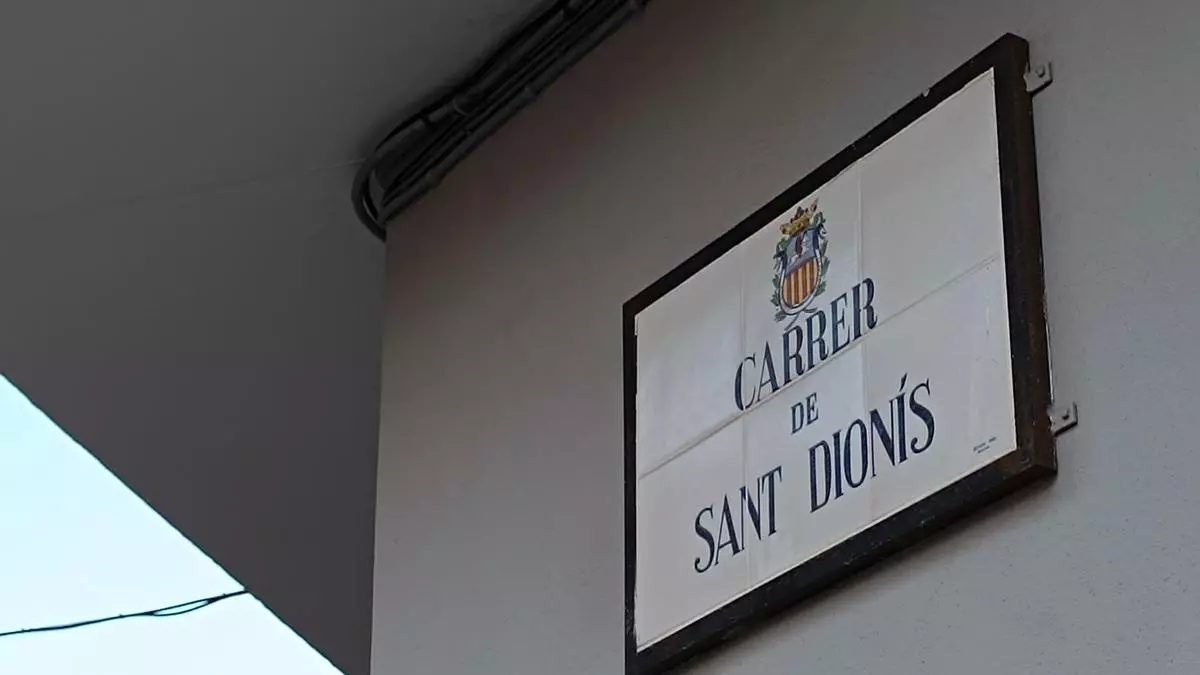 CARRER
DE
SANT DIONÍS